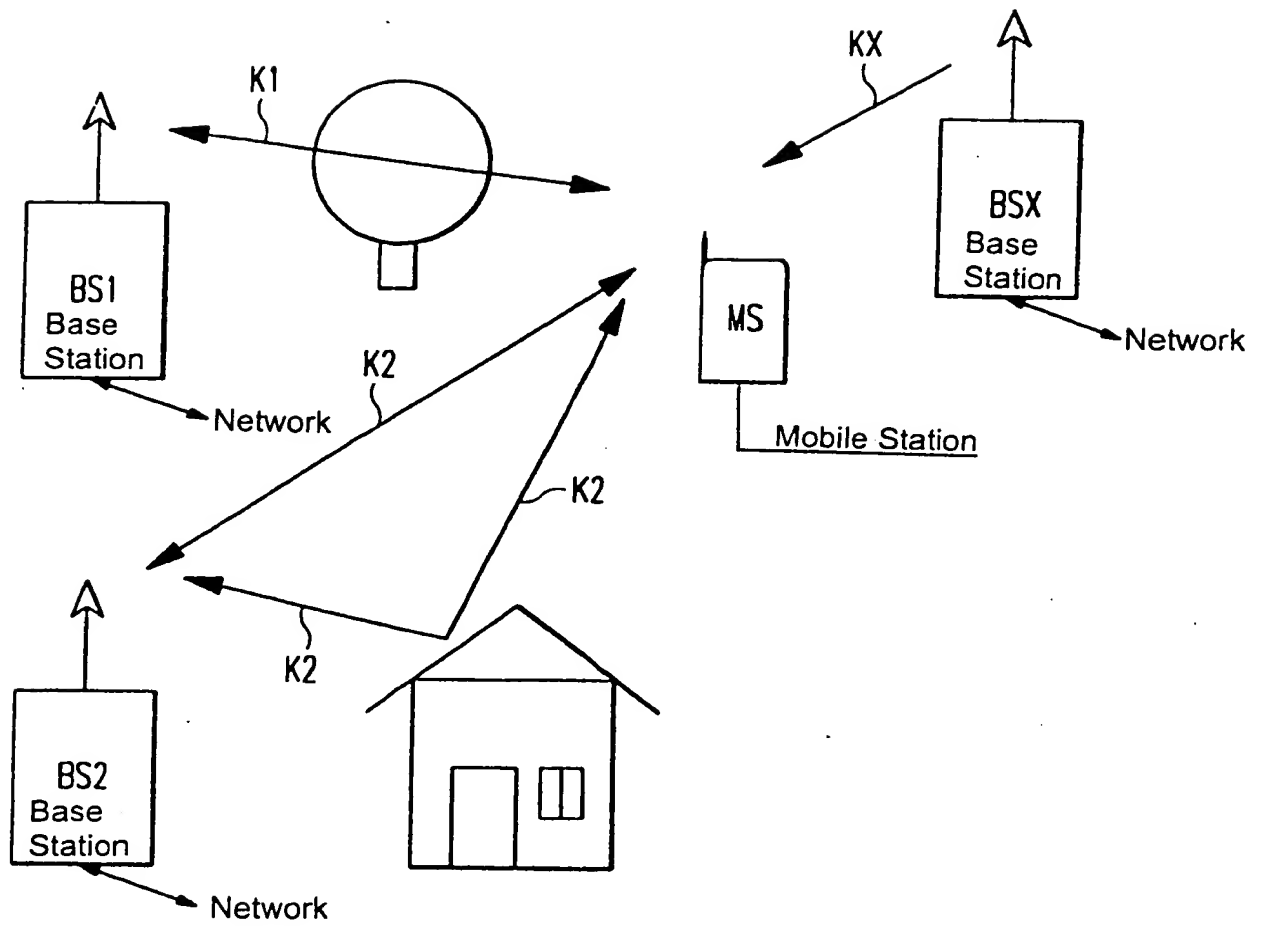 K1
KX
BSX
Base
Station
Network
BS1
Base
Station
Network
MS
Mobile Station
K2
K2
K2
BS2
Base
Station
Network